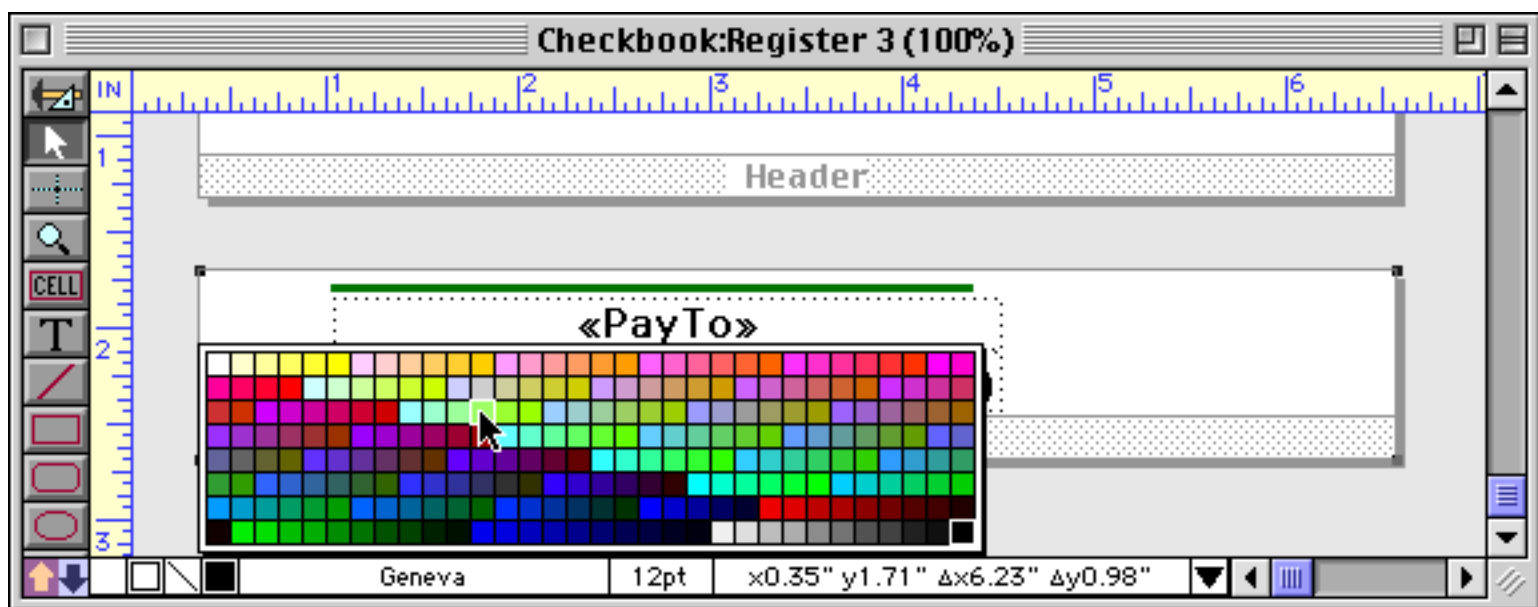 Checkbook:Register 3 (100%)
IN 1 2 3 4 5 6
1
Header
CELL
«PayTo»
T
2
3
Geneva 12pt x0.35" y1.71" Δx6.23" Δy0.98"